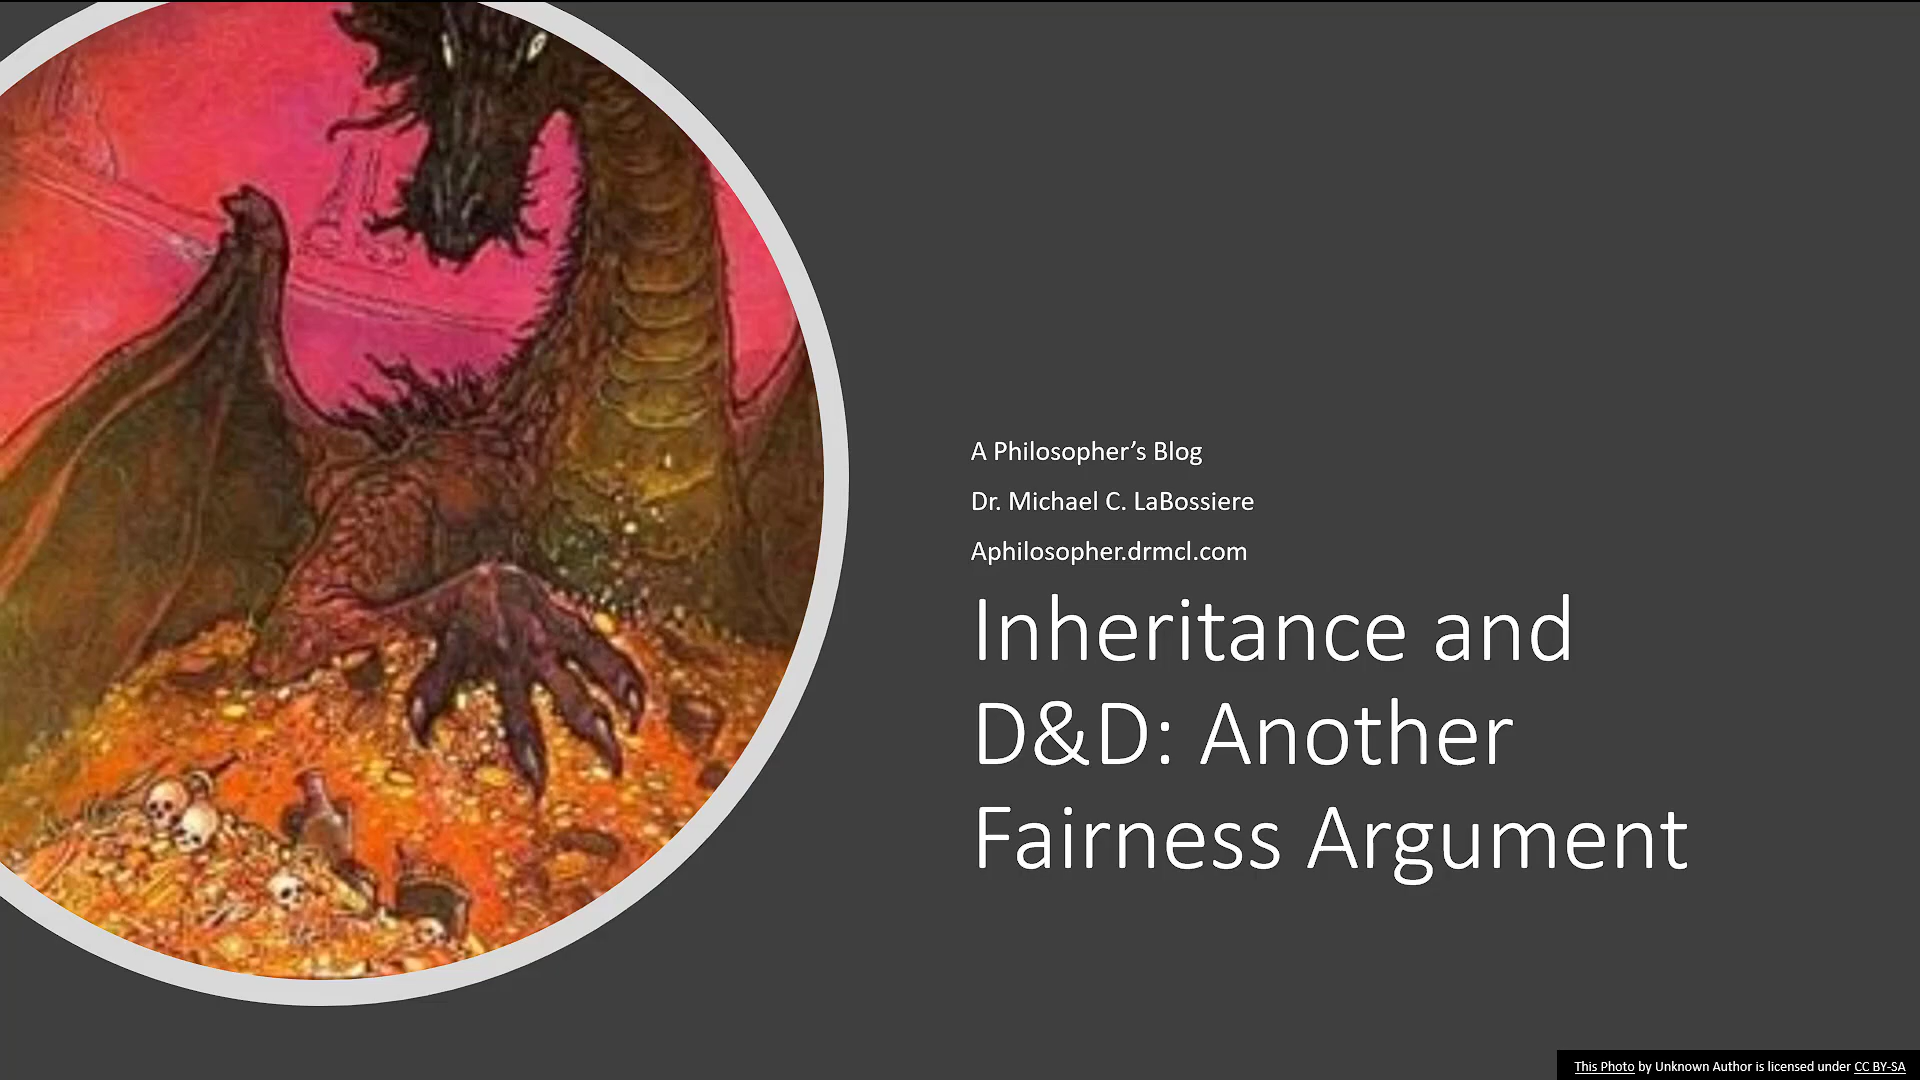 A Philosopher’s Blog
Dr. Michael C. LaBossiere
Aphilosopher.drmcl.com
Inheritance and
D&D: Another
Fairness Argument
This Photo by Unknown Author is licensed under CC BY-SA